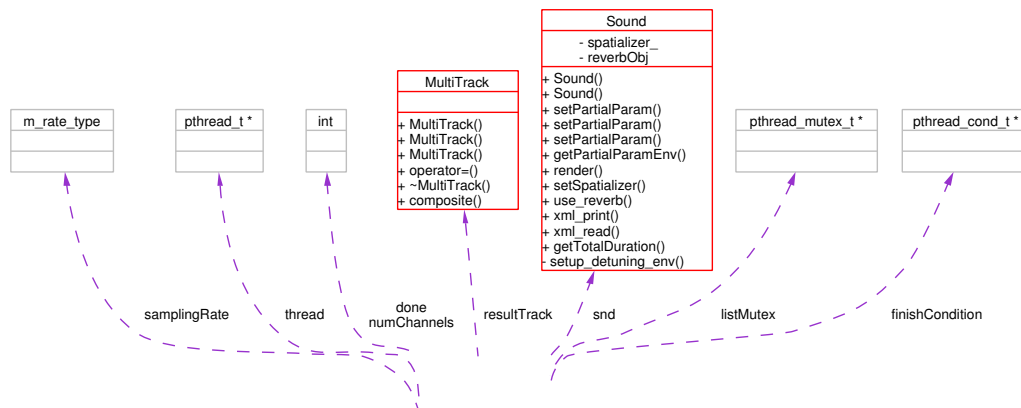 Sound
- spatializer_
- reverbObj
+ Sound()
+ Sound()
+ setPartialParam()
+ setPartialParam()
+ setPartialParam()
+ getPartialParamEnv()
+ render()
+ setSpatializer()
+ use_reverb()
+ xml_print()
+ xml_read()
+ getTotalDuration()
- setup_detuning_env()
MultiTrack
+ MultiTrack()
+ MultiTrack()
+ MultiTrack()
+ operator=()
+ ~MultiTrack()
+ composite()
m_rate_type
pthread_t *
int
pthread_mutex_t *
pthread_cond_t *
samplingRate
thread
done
numChannels
resultTrack
snd
listMutex
finishCondition